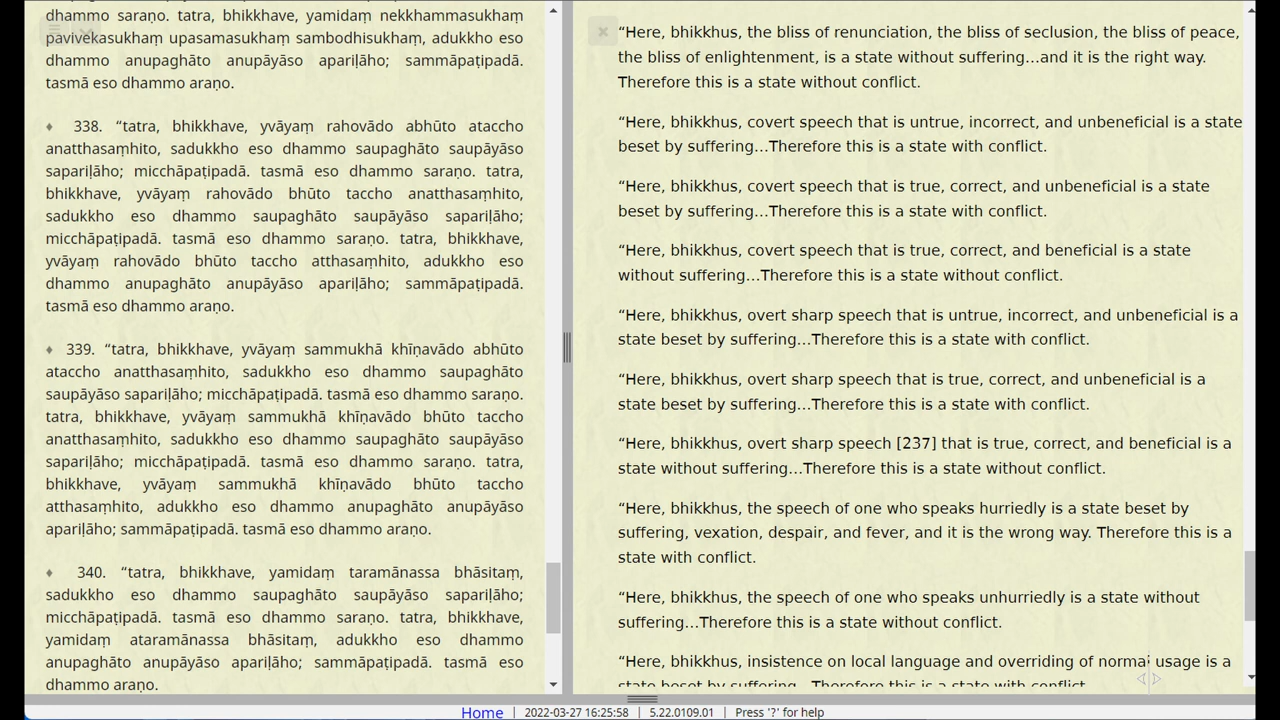 dhammo saraṇo. tatra, bhikkhave, yamidaṃ nekkhammasukhaṃ
pavivekasukhaṃ upasamasukhaṃ sambodhisukhaṃ, adukkho eso
dhammo anupaghāto anupāyāso apariḷāho; sammāpaṭipadā.
tasmā eso dhammo araṇo.
♦ 338. “tatra, bhikkhave, yvāyaṃ rahovādo abhūto ataccho
anatthasaṃhito, sadukkho eso dhammo saupaghāto saupāyāso
sapariḷāho; micchāpaṭipadā. tasmā eso dhammo saraṇo. tatra,
bhikkhave, yvāyaṃ rahovādo bhūto taccho anatthasaṃhito,
sadukkho eso dhammo saupaghāto saupāyāso sapariḷāho;
micchāpaṭipadā. tasmā eso dhammo saraṇo. tatra, bhikkhave,
yvāyaṃ rahovādo bhūto taccho atthasaṃhito, adukkho eso
dhammo anupaghāto anupāyāso apariḷāho; sammāpaṭipadā.
tasmā eso dhammo araṇo.
♦ 339. “tatra, bhikkhave, yvāyaṃ sammukhā khīṇavādo abhūto
ataccho anatthasaṃhito, sadukkho eso dhammo saupaghāto
saupāyāso sapariḷāho; micchāpaṭipadā. tasmā eso dhammo saraṇo.
tatra, bhikkhave, yvāyaṃ sammukhā khīṇavādo bhūto taccho
anatthasaṃhito, sadukkho eso dhammo saupaghāto saupāyāso
sapariḷāho; micchāpaṭipadā. tasmā eso dhammo saraṇo. tatra,
bhikkhave, yvāyaṃ sammukhā khīṇavādo bhūto taccho
atthasaṃhito, adukkho eso dhammo anupaghāto anupāyāso
apariḷāho; sammāpaṭipadā. tasmā eso dhammo araṇo.
♦ 340. “tatra, bhikkhave, yamidaṃ taramānassa bhāsitaṃ,
sadukkho eso dhammo saupaghāto saupāyāso sapariḷāho;
micchāpaṭipadā. tasmā eso dhammo saraṇo. tatra, bhikkhave,
yamidaṃ ataramānassa bhāsitaṃ, adukkho eso dhammo
anupaghāto anupāyāso apariḷāho; sammāpaṭipadā. tasmā eso
dhammo araṇo.
“Here, bhikkhus, the bliss of renunciation, the bliss of seclusion, the bliss of peace,
the bliss of enlightenment, is a state without suffering…and it is the right way.
Therefore this is a state without conflict.
“Here, bhikkhus, covert speech that is untrue, incorrect, and unbeneficial is a state
beset by suffering…Therefore this is a state with conflict.
“Here, bhikkhus, covert speech that is true, correct, and unbeneficial is a state
beset by suffering…Therefore this is a state with conflict.
“Here, bhikkhus, covert speech that is true, correct, and beneficial is a state
without suffering…Therefore this is a state without conflict.
“Here, bhikkhus, overt sharp speech that is untrue, incorrect, and unbeneficial is a
state beset by suffering…Therefore this is a state with conflict.
“Here, bhikkhus, overt sharp speech that is true, correct, and unbeneficial is a
state beset by suffering…Therefore this is a state with conflict.
“Here, bhikkhus, overt sharp speech [237] that is true, correct, and beneficial is a
state without suffering…Therefore this is a state without conflict.
“Here, bhikkhus, the speech of one who speaks hurriedly is a state beset by
suffering, vexation, despair, and fever, and it is the wrong way. Therefore this is a
state with conflict.
“Here, bhikkhus, the speech of one who speaks unhurriedly is a state without
suffering…Therefore this is a state without conflict.
“Here, bhikkhus, insistence on local language and overriding of normal usage is a
state beset by suffering…Therefore this is a state with conflict.
Home | 2022-03-27 16:25:58 | 5.22.0109.01 | Press '?' for help